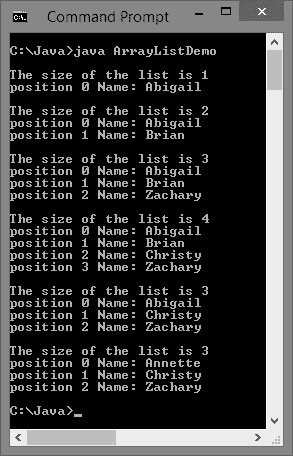 Command Prompt
C:\Java>java ArrayListDemo
The size of the list is 1
position 0 Name: Abigail
The size of the list is 2
position 0 Name: Abigail
position 1 Name: Brian
The size of the list is 3
position 0 Name: Abigail
position 1 Name: Brian
position 2 Name: Zachary
The size of the list is 4
position 0 Name: Abigail
position 1 Name: Brian
position 2 Name: Christy
position 3 Name: Zachary
The size of the list is 3
position 0 Name: Abigail
position 1 Name: Christy
position 2 Name: Zachary
The size of the list is 3
position 0 Name: Annette
position 1 Name: Christy
position 2 Name: Zachary
C:\Java>_